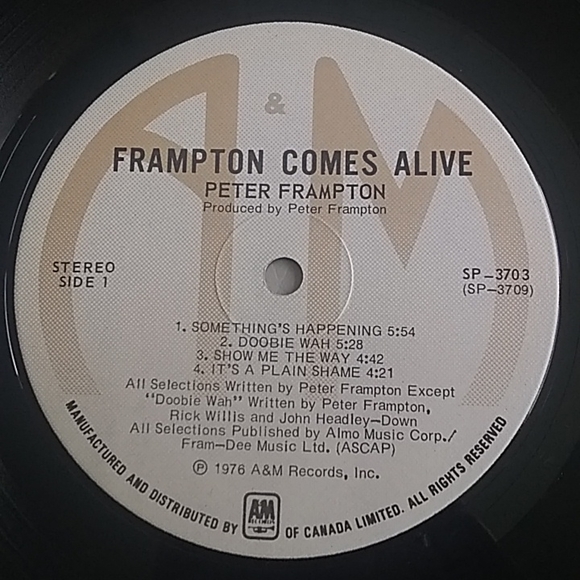 &
FRAMPTON COMES ALIVE
PETER FRAMPTON
Produced by Peter Frampton
STEREO
SIDE 1
SP-3703
(SP-3709)
1. SOMETHING'S HAPPENING 5:54
2. DOOBIE WAH 5:28
3. SHOW ME THE WAY 4:42
4. IT'S A PLAIN SHAME 4:21
All Selections Written by Peter Frampton Except
"Doobie Wah" Written by Peter Frampton,
Rick Willis and John Headley-Down
All Selections Published by Almo Music Corp./
Fram-Dee Music Ltd. (ASCAP)
℗ 1976 A&M Records, Inc.
MANUFACTURED AND DISTRIBUTED BY A&M RECORDS OF CANADA LIMITED. ALL RIGHTS RESERVED